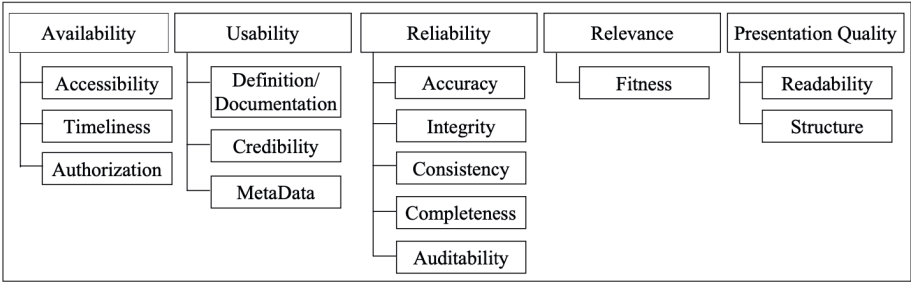 Availability
Accessibility
Timeliness
Authorization
Usability
Definition/
Documentation
Credibility
MetaData
Reliability
Accuracy
Integrity
Consistency
Completeness
Auditability
Relevance
Fitness
Presentation Quality
Readability
Structure